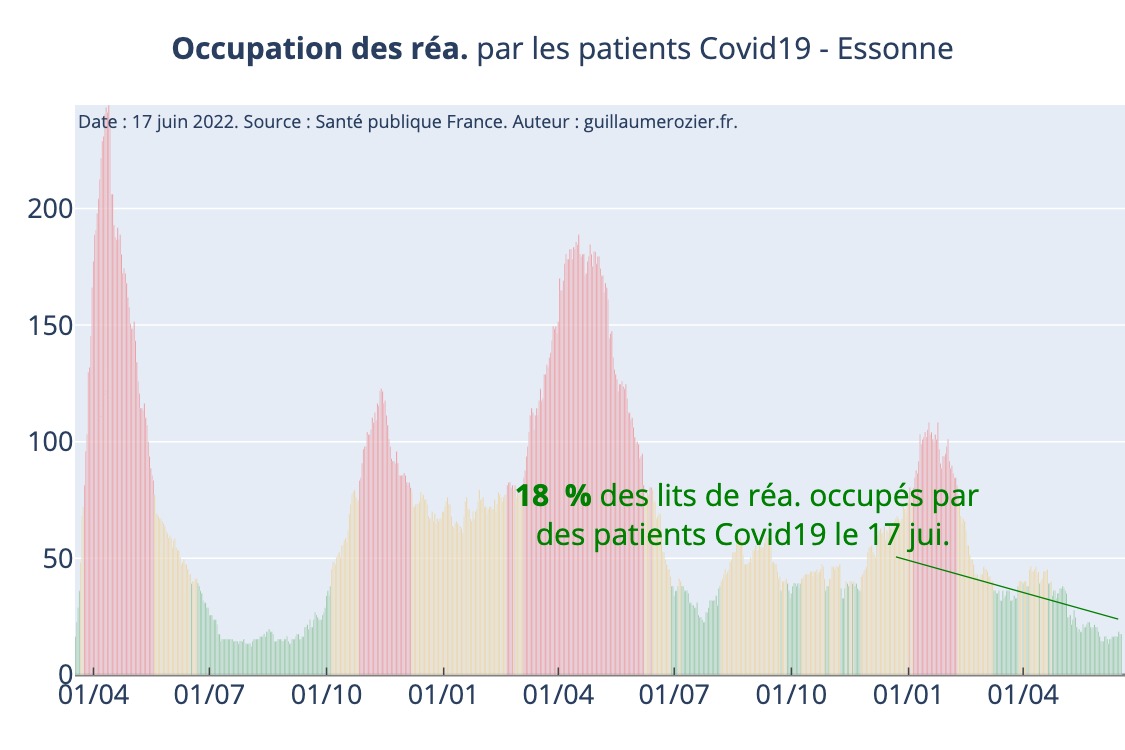 Occupation des réa. par les patients Covid19 - Essonne
Date : 17 juin 2022. Source : Santé publique France. Auteur : guillaumerozier.fr.
200
150
100
18 % des lits de réa. occupés par
des patients Covid19 le 17 jui.
50
0
01/04 01/07 01/10 01/01 01/04 01/07 01/10 01/01 01/04